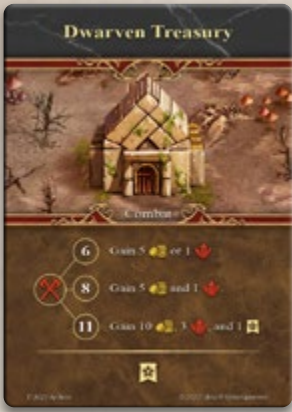 Dwarven Treasury
Combat
6 Gain 5 or 1
8 Gain 5 and 1
11 Gain 10, 3, and 1